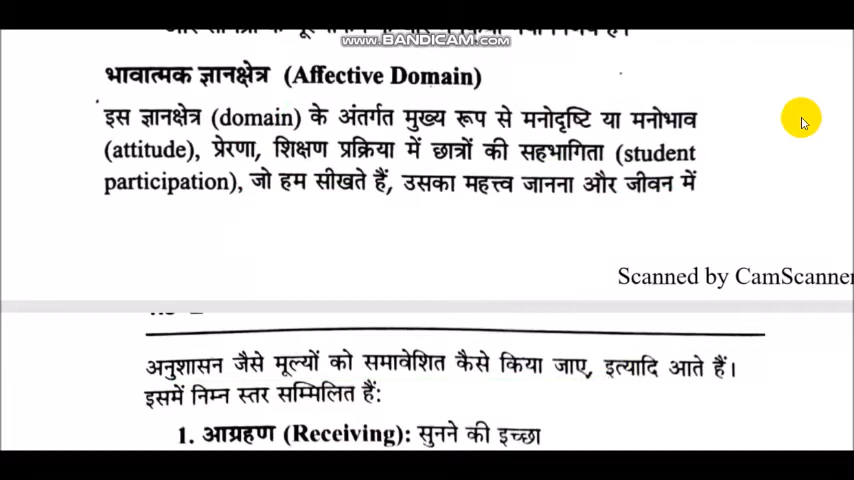 www.BANDICAM.com
भावात्मक ज्ञानक्षेत्र (Affective Domain)
इस ज्ञानक्षेत्र (domain) के अंतर्गत मुख्य रूप से मनोदृष्टि या मनोभाव
(attitude), प्रेरणा, शिक्षण प्रक्रिया में छात्रों की सहभागिता (student
participation), जो हम सीखते हैं, उसका महत्त्व जानना और जीवन में
Scanned by CamScanner
अनुशासन जैसे मूल्यों को समावेशित कैसे किया जाए, इत्यादि आते हैं।
इसमें निम्न स्तर सम्मिलित हैं:
1. आग्रहण (Receiving): सुनने की इच्छा